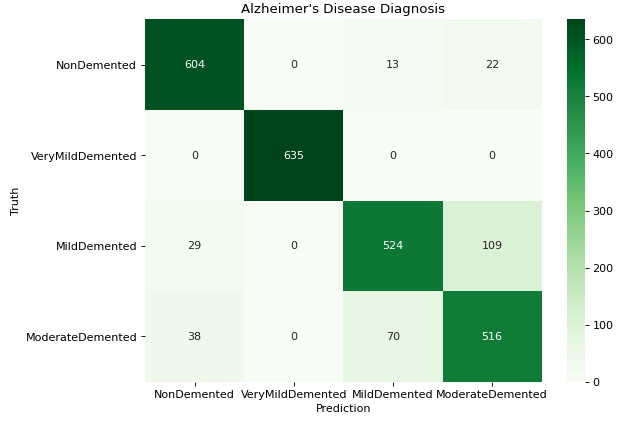 Alzheimer's Disease Diagnosis
NonDemented 604 0 13 22
VeryMildDemented 0 635 0 0
MildDemented 29 0 524 109
ModerateDemented 38 0 70 516
NonDemented VeryMildDemented MildDemented ModerateDemented
Prediction
Truth
600
500
400
300
200
100
0